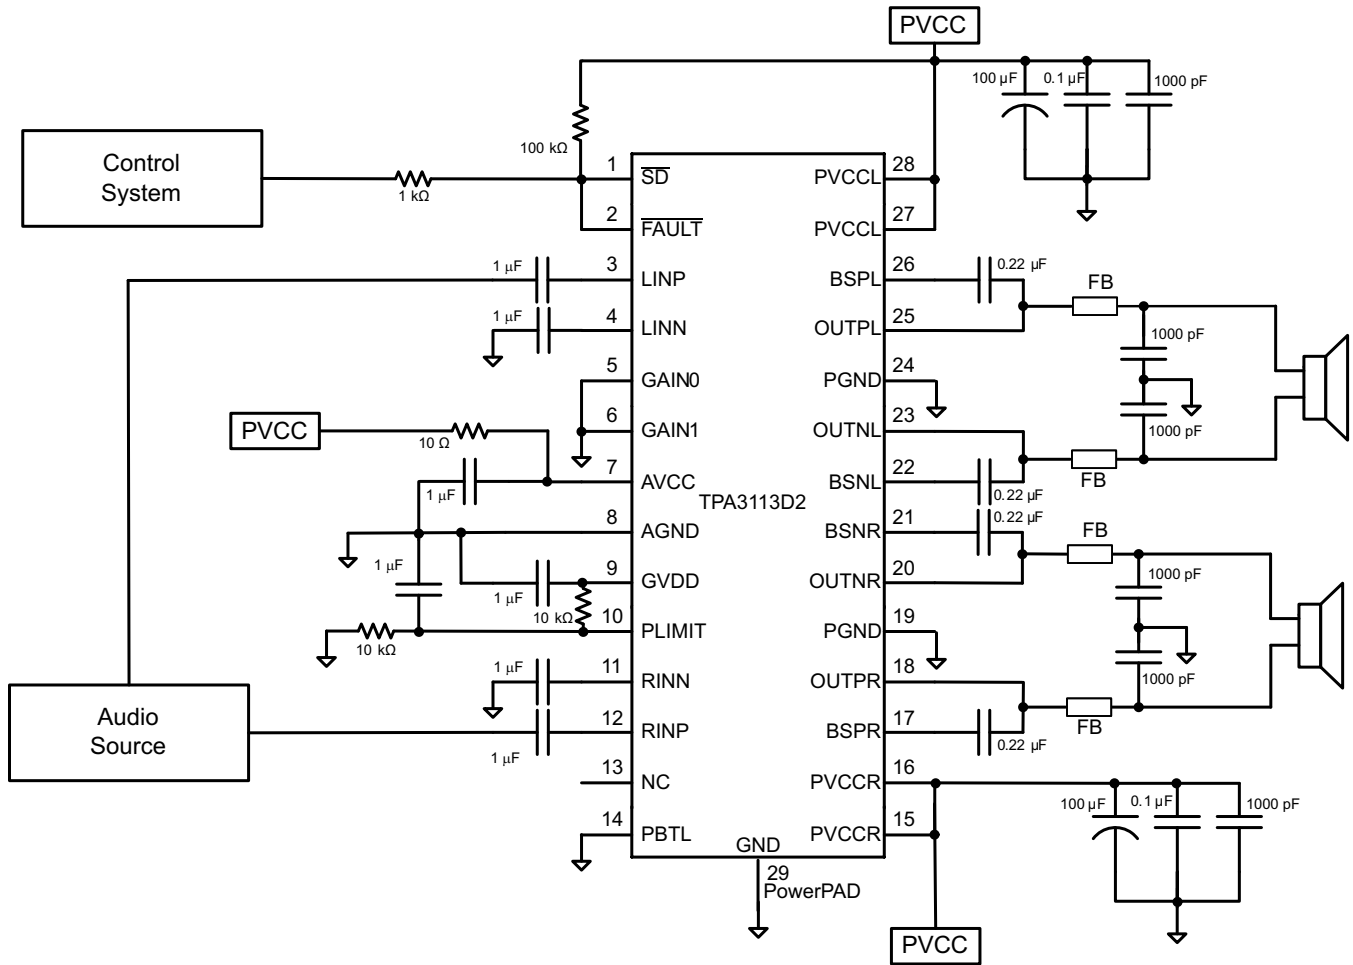 PVCC
100 µF
0.1 µF
1000 pF
Control
System
100 kΩ
1 kΩ
1
SD
2
FAULT
1 µF
3
LINP
1 µF
4
LINN
5
GAIN0
PVCC
10 Ω
6
GAIN1
1 µF
7
AVCC
8
AGND
1 µF
1 µF
9
GVDD
10 kΩ
10 kΩ
10
PLIMIT
1 µF
11
RINN
Audio
Source
1 µF
12
RINP
13
NC
14
PBTL
TPA3113D2
GND
29
PowerPAD
28
PVCCL
27
PVCCL
26
BSPL
0.22 µF
FB
25
OUTPL
1000 pF
24
PGND
1000 pF
23
OUTNL
FB
22
BSNL
0.22 µF
0.22 µF
21
BSNR
FB
20
OUTNR
1000 pF
19
PGND
1000 pF
18
OUTPR
FB
17
BSPR
0.22 µF
16
PVCCR
15
PVCCR
100 µF
0.1 µF
1000 pF
PVCC